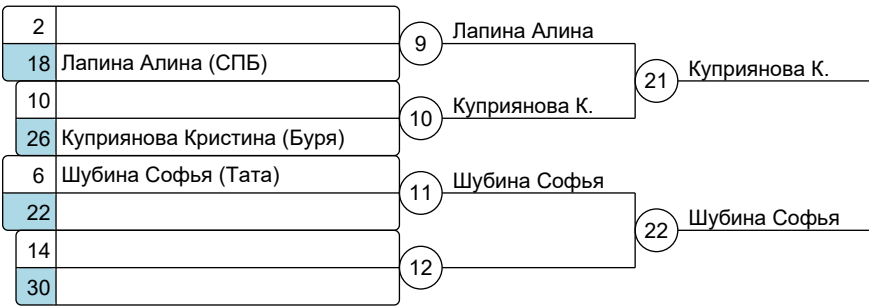 2
18 Лапина Алина (СПБ)
9 Лапина Алина
10
26 Куприянова Кристина (Буря)
10 Куприянова К.
21 Куприянова К.
6 Шубина Софья (Тата)
22
11 Шубина Софья
14
30
12
22 Шубина Софья